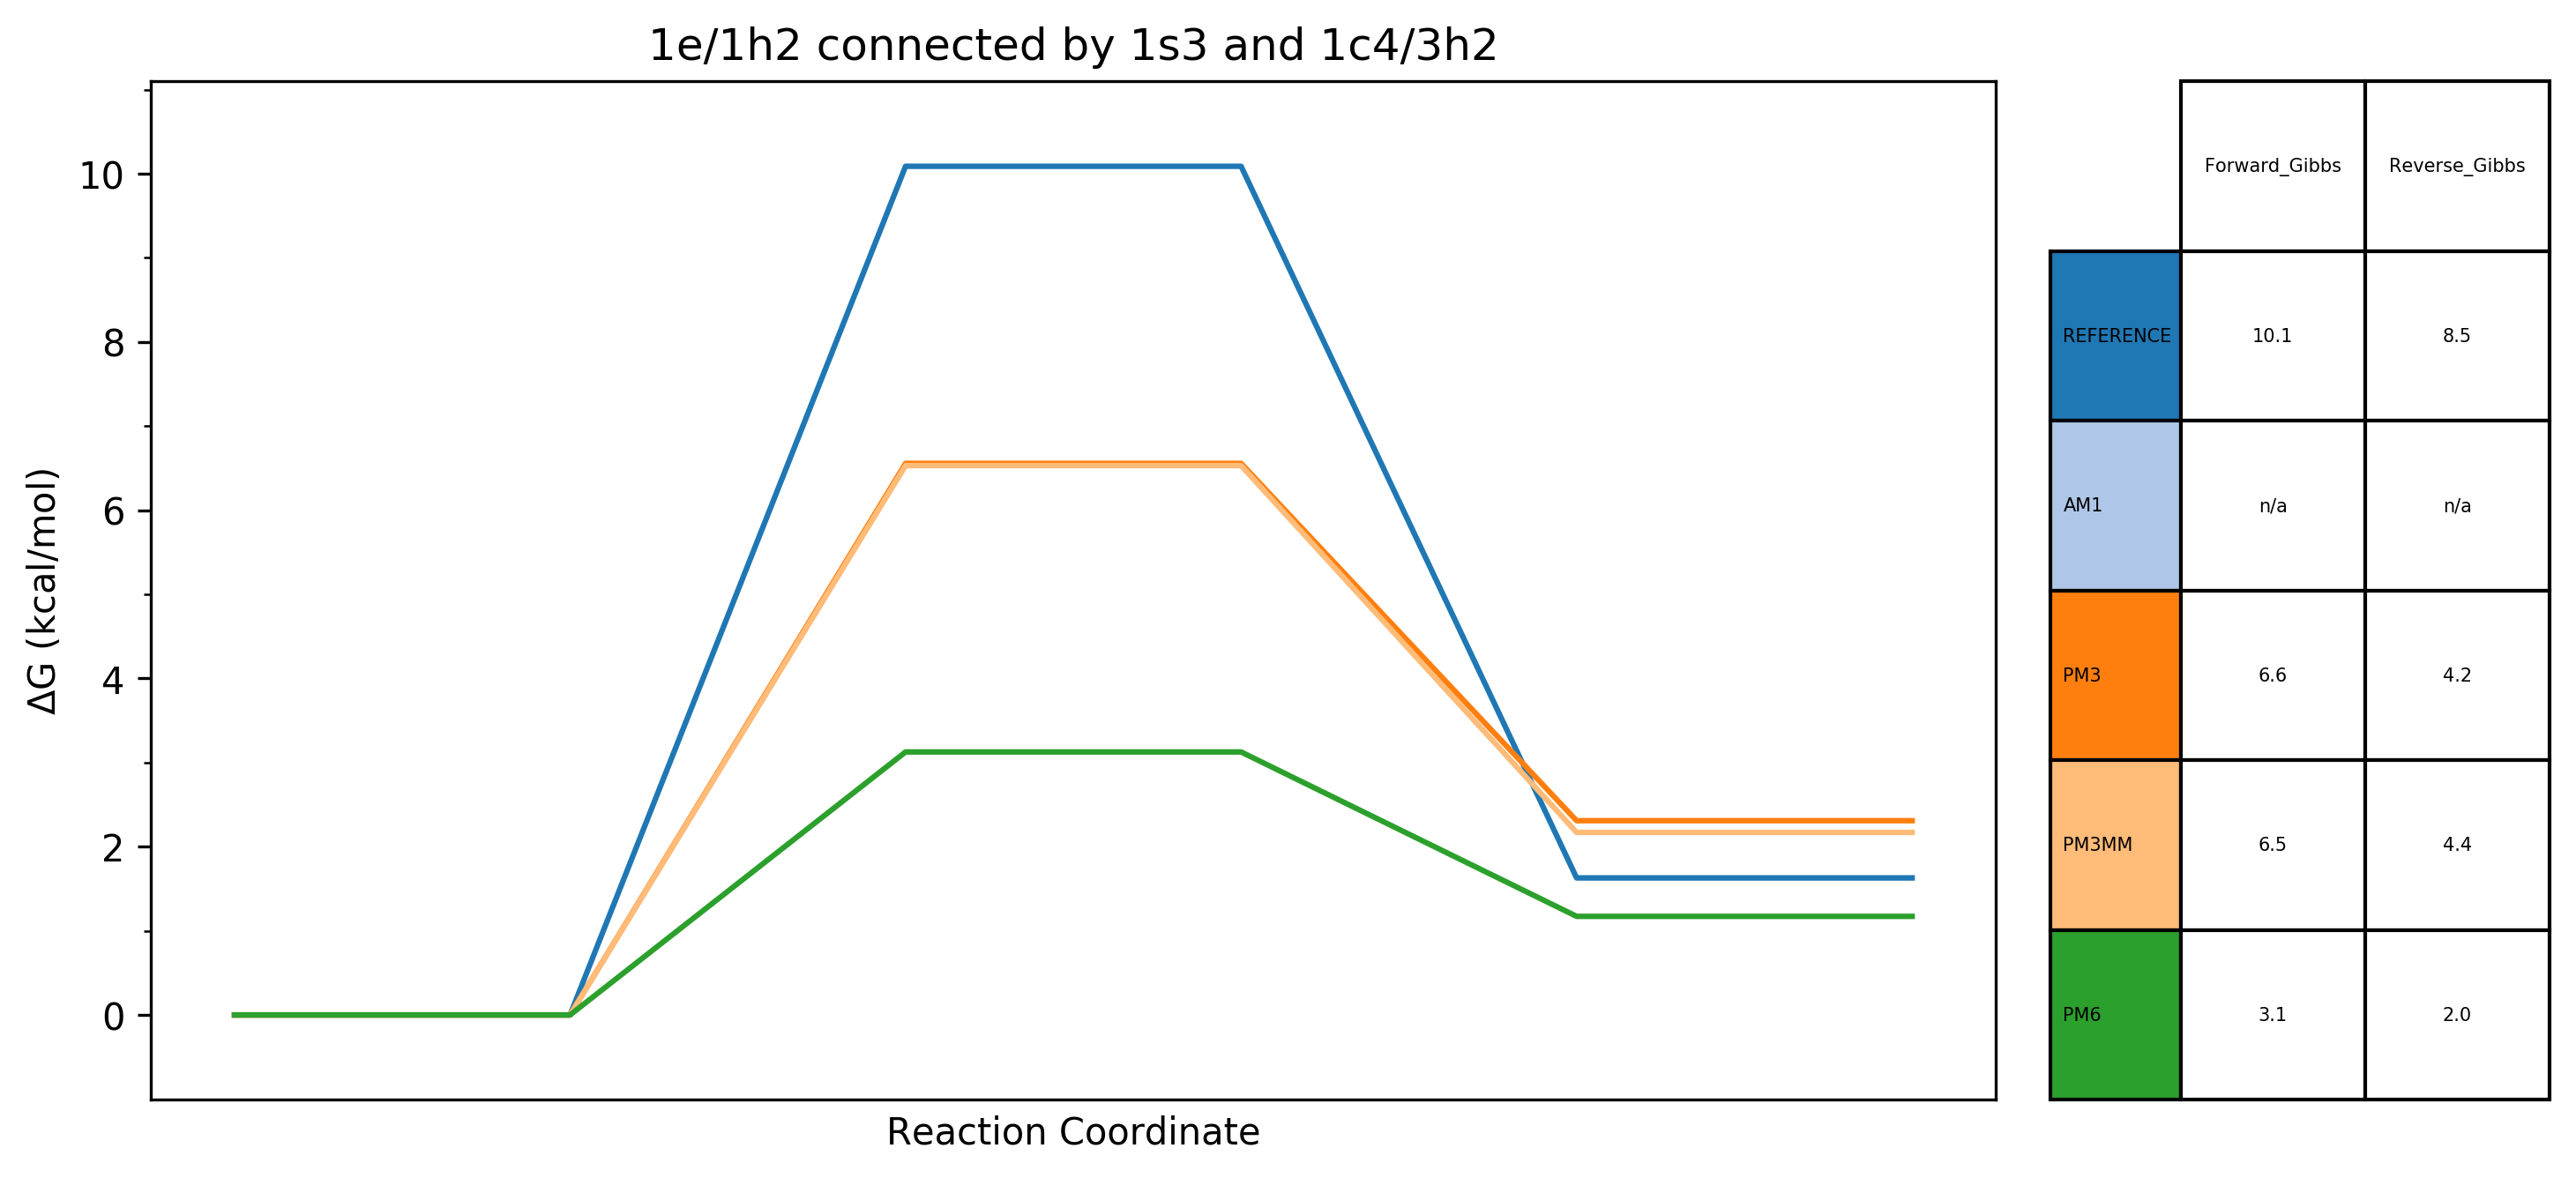 1e/1h2 connected by 1s3 and 1c4/3h2
ΔG (kcal/mol)
10
8
6
4
2
0
Reaction Coordinate
Forward_Gibbs Reverse_Gibbs
REFERENCE 10.1 8.5
AM1 n/a n/a
PM3 6.6 4.2
PM3MM 6.5 4.4
PM6 3.1 2.0